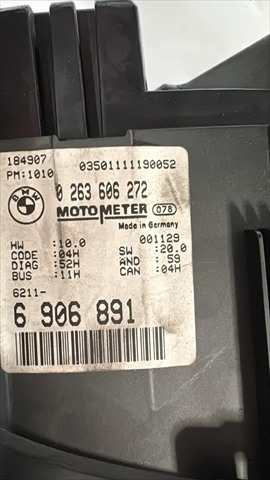 184907
PM:1010 03501111190052
BMW 0 263 606 272
MOTOMETER 078
Made in Germany
HW :10.0 001129
CODE :04H SW :20.0
DIAG :52H AND : 59
BUS :11H CAN :04H
6211-
6 906 891